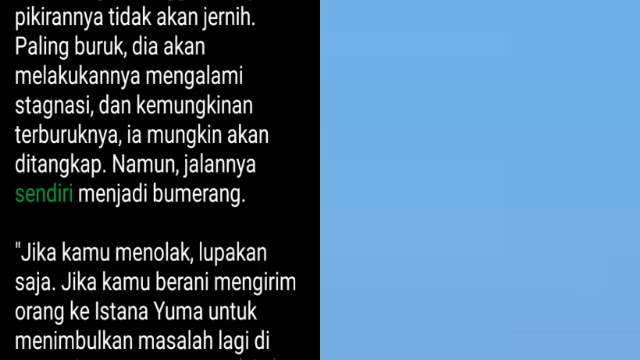 pikirannya tidak akan jernih.
Paling buruk, dia akan
melakukannya mengalami
stagnasi, dan kemungkinan
terburuknya, ia mungkin akan
ditangkap. Namun, jalannya
sendiri menjadi bumerang.
"Jika kamu menolak, lupakan
saja. Jika kamu berani mengirim
orang ke Istana Yuma untuk
menimbulkan masalah lagi di